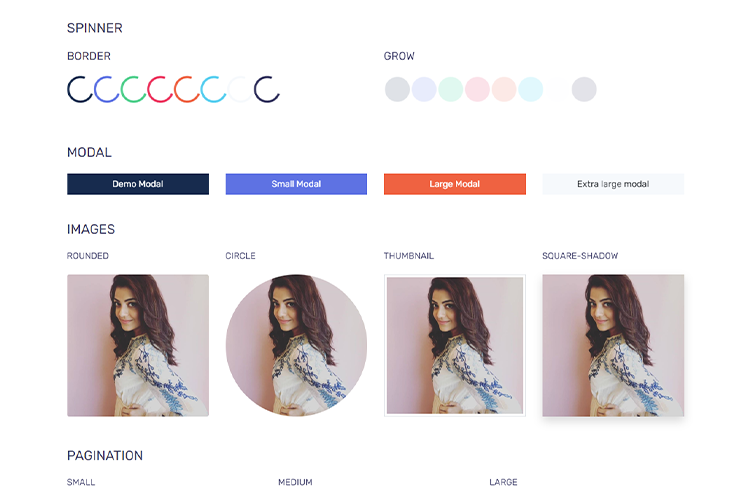 SPINNER
BORDER GROW
MODAL
Demo Modal Small Modal Large Modal Extra large modal
IMAGES
ROUNDED CIRCLE THUMBNAIL SQUARE-SHADOW
PAGINATION
SMALL MEDIUM LARGE